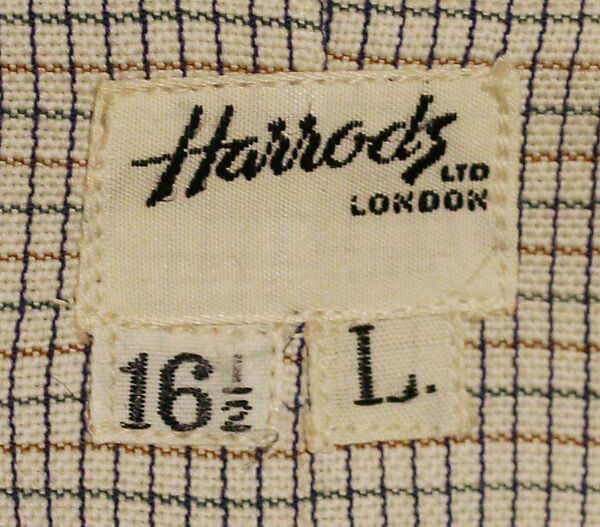 Harrods
LTD
LONDON
16 1/2
L.